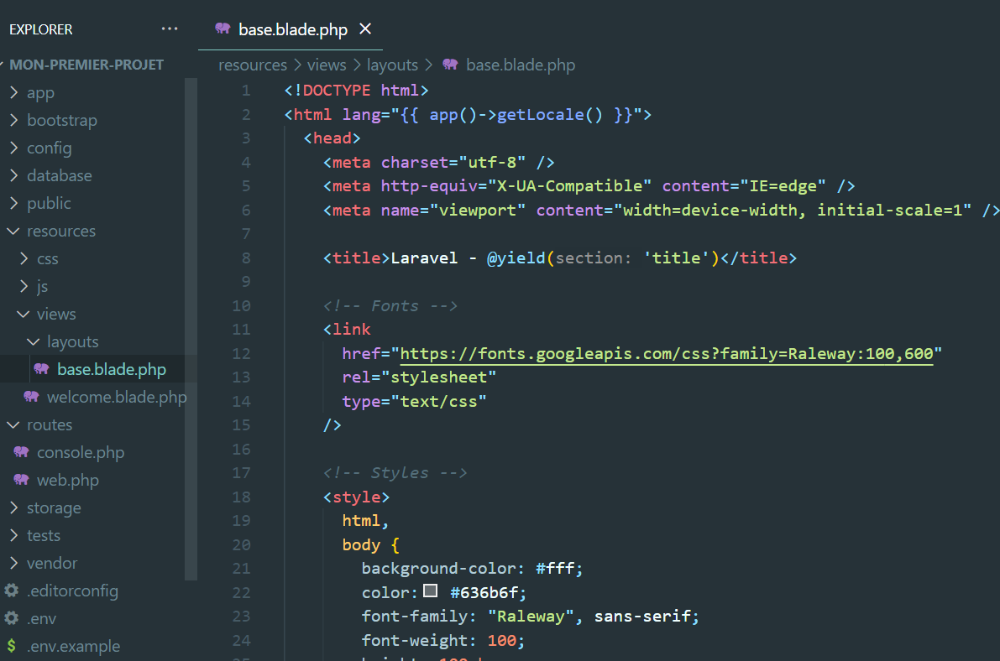 EXPLORER ···
MON-PREMIER-PROJET
app
bootstrap
config
database
public
resources
css
js
views
layouts
base.blade.php
welcome.blade.php
routes
console.php
web.php
storage
tests
vendor
.editorconfig
.env
$ .env.example
base.blade.php
resources > views > layouts > base.blade.php
1 <!DOCTYPE html>
2 <html lang="{{ app()->getLocale() }}">
3 <head>
4 <meta charset="utf-8" />
5 <meta http-equiv="X-UA-Compatible" content="IE=edge" />
6 <meta name="viewport" content="width=device-width, initial-scale=1" />
7
8 <title>Laravel - @yield(section: 'title')</title>
9
10 <!-- Fonts -->
11 <link
12 href="https://fonts.googleapis.com/css?family=Raleway:100,600"
13 rel="stylesheet"
14 type="text/css"
15 />
16
17 <!-- Styles -->
18 <style>
19 html,
20 body {
21 background-color: #fff;
22 color: #636b6f;
23 font-family: "Raleway", sans-serif;
24 font-weight: 100;